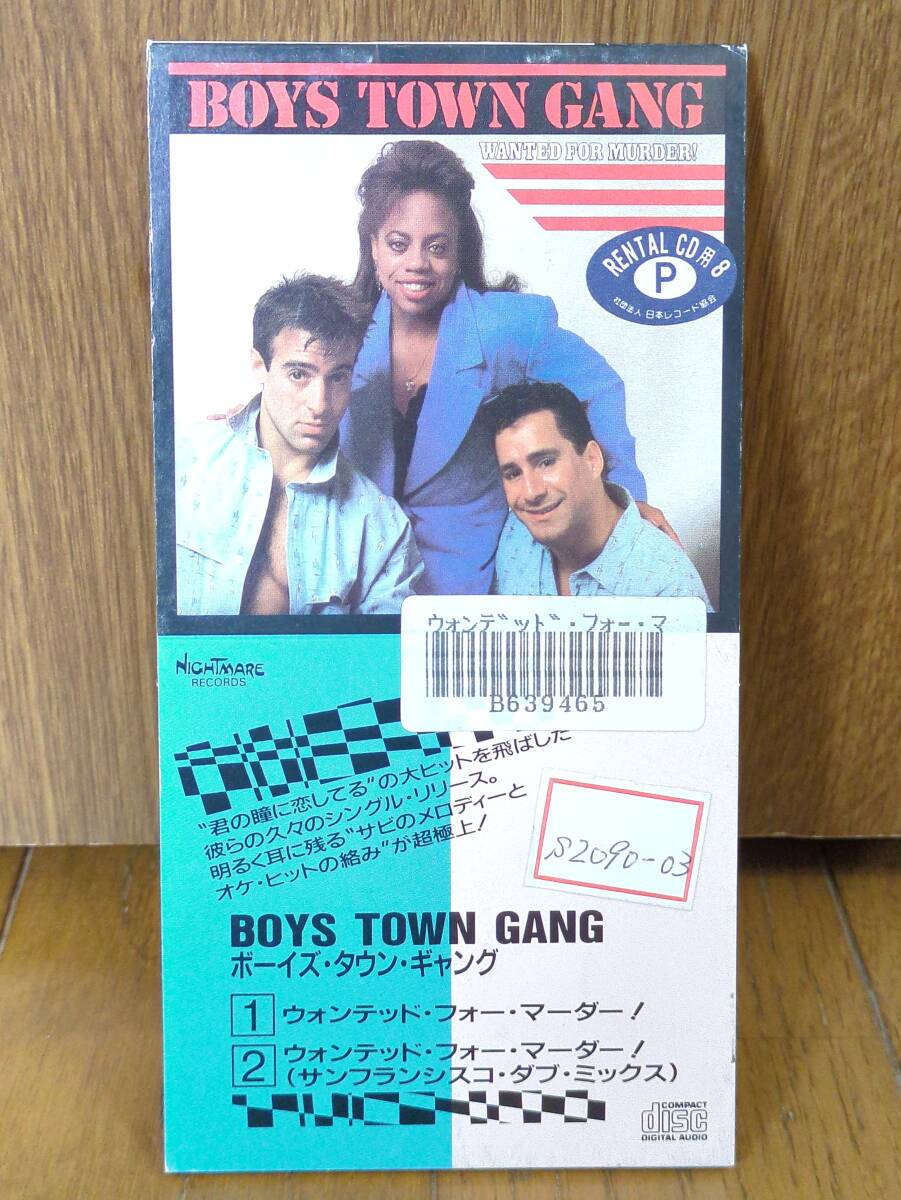 BOYS TOWN GANG
WANTED FOR MURDER!
RENTAL CD用 8
P
社団法人 日本レコード協会
ウォンデッド・フォー・マ
B639465
NIGHTMARE
RECORDS
“君の瞳に恋してる”の大ヒットを飛ばした
彼らの久々のシングル・リリース。
明るく耳に残る“サビのメロディーと
オケ・ヒットの絡み”が超極上!
S2090-03
BOYS TOWN GANG
ボーイズ・タウン・ギャング
1 ウォンテッド・フォー・マーダー!
2 ウォンテッド・フォー・マーダー!
(サンフランシスコ・ダブ・ミックス)
COMPACT
disc
DIGITAL AUDIO